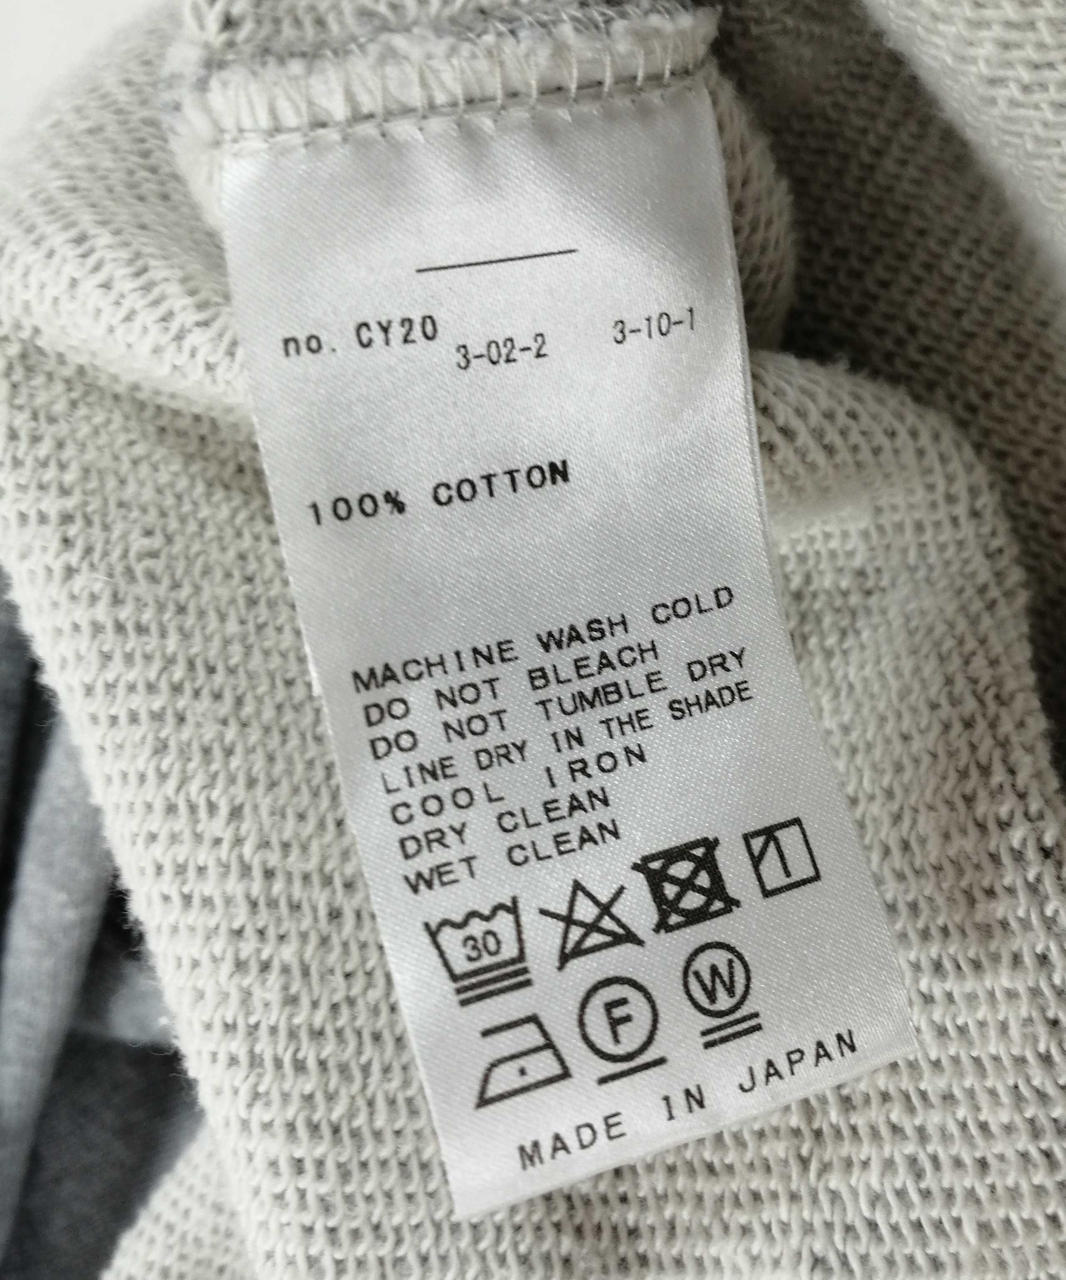 no. CY20 3-02-2 3-10-1
100% COTTON
MACHINE WASH COLD
DO NOT BLEACH
DO NOT TUMBLE DRY
LINE DRY IN THE SHADE
COOL IRON
DRY CLEAN
WET CLEAN
30
F W
MADE IN JAPAN